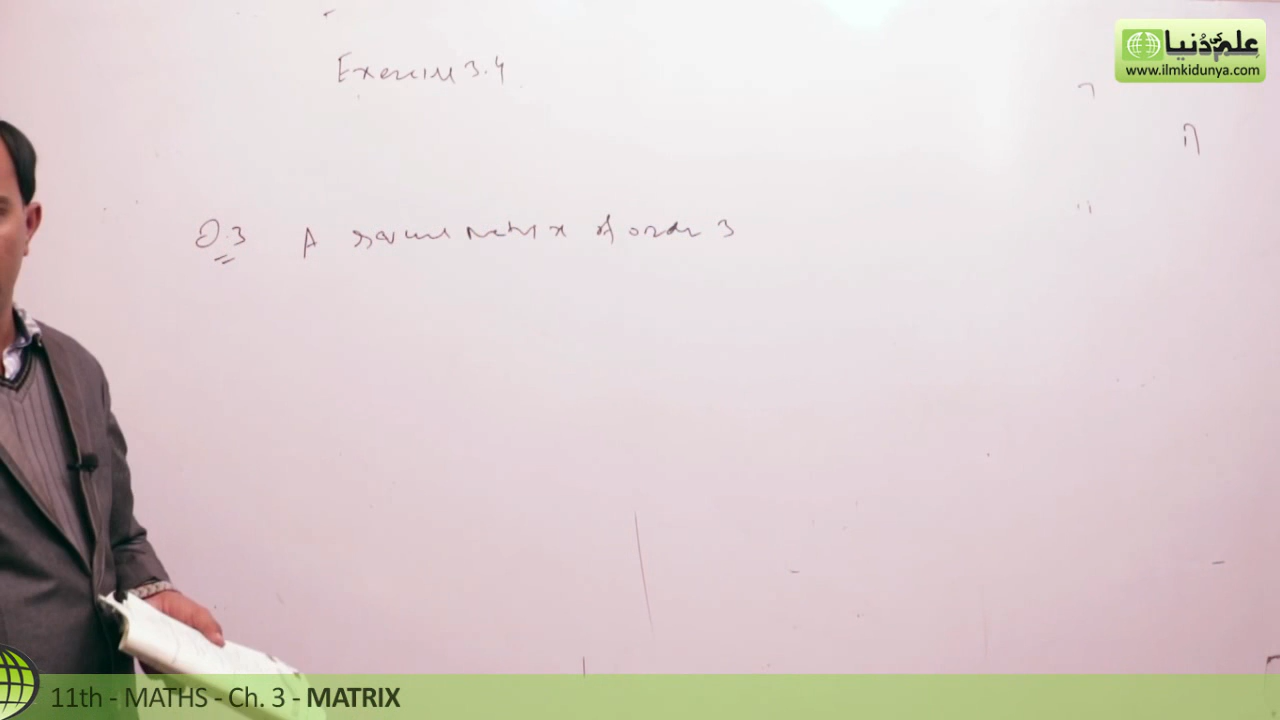 علم کی دُنیا
www.ilmkidunya.com
Exercise 3.4
i)
Q.3 A square matrix of order 3
11th - MATHS - Ch. 3 - MATRIX